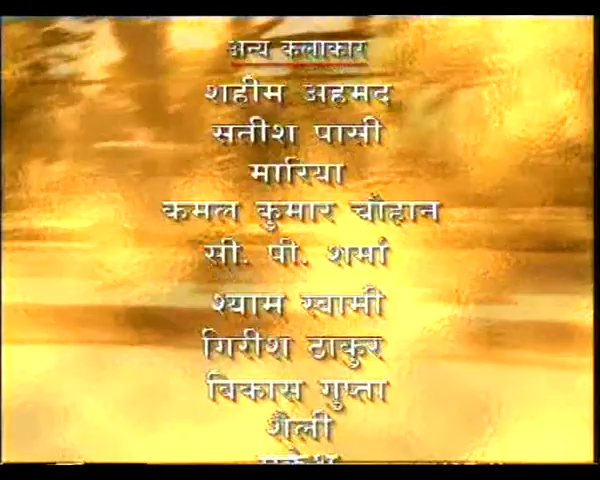 अन्य कलाकार
शहीम अहमद
सतीश पासी
मारिया
कमल कुमार चौहान
सी. पी. शर्मा
श्याम स्वामी
गिरीश ठाकुर
विकास गुप्ता
शैली